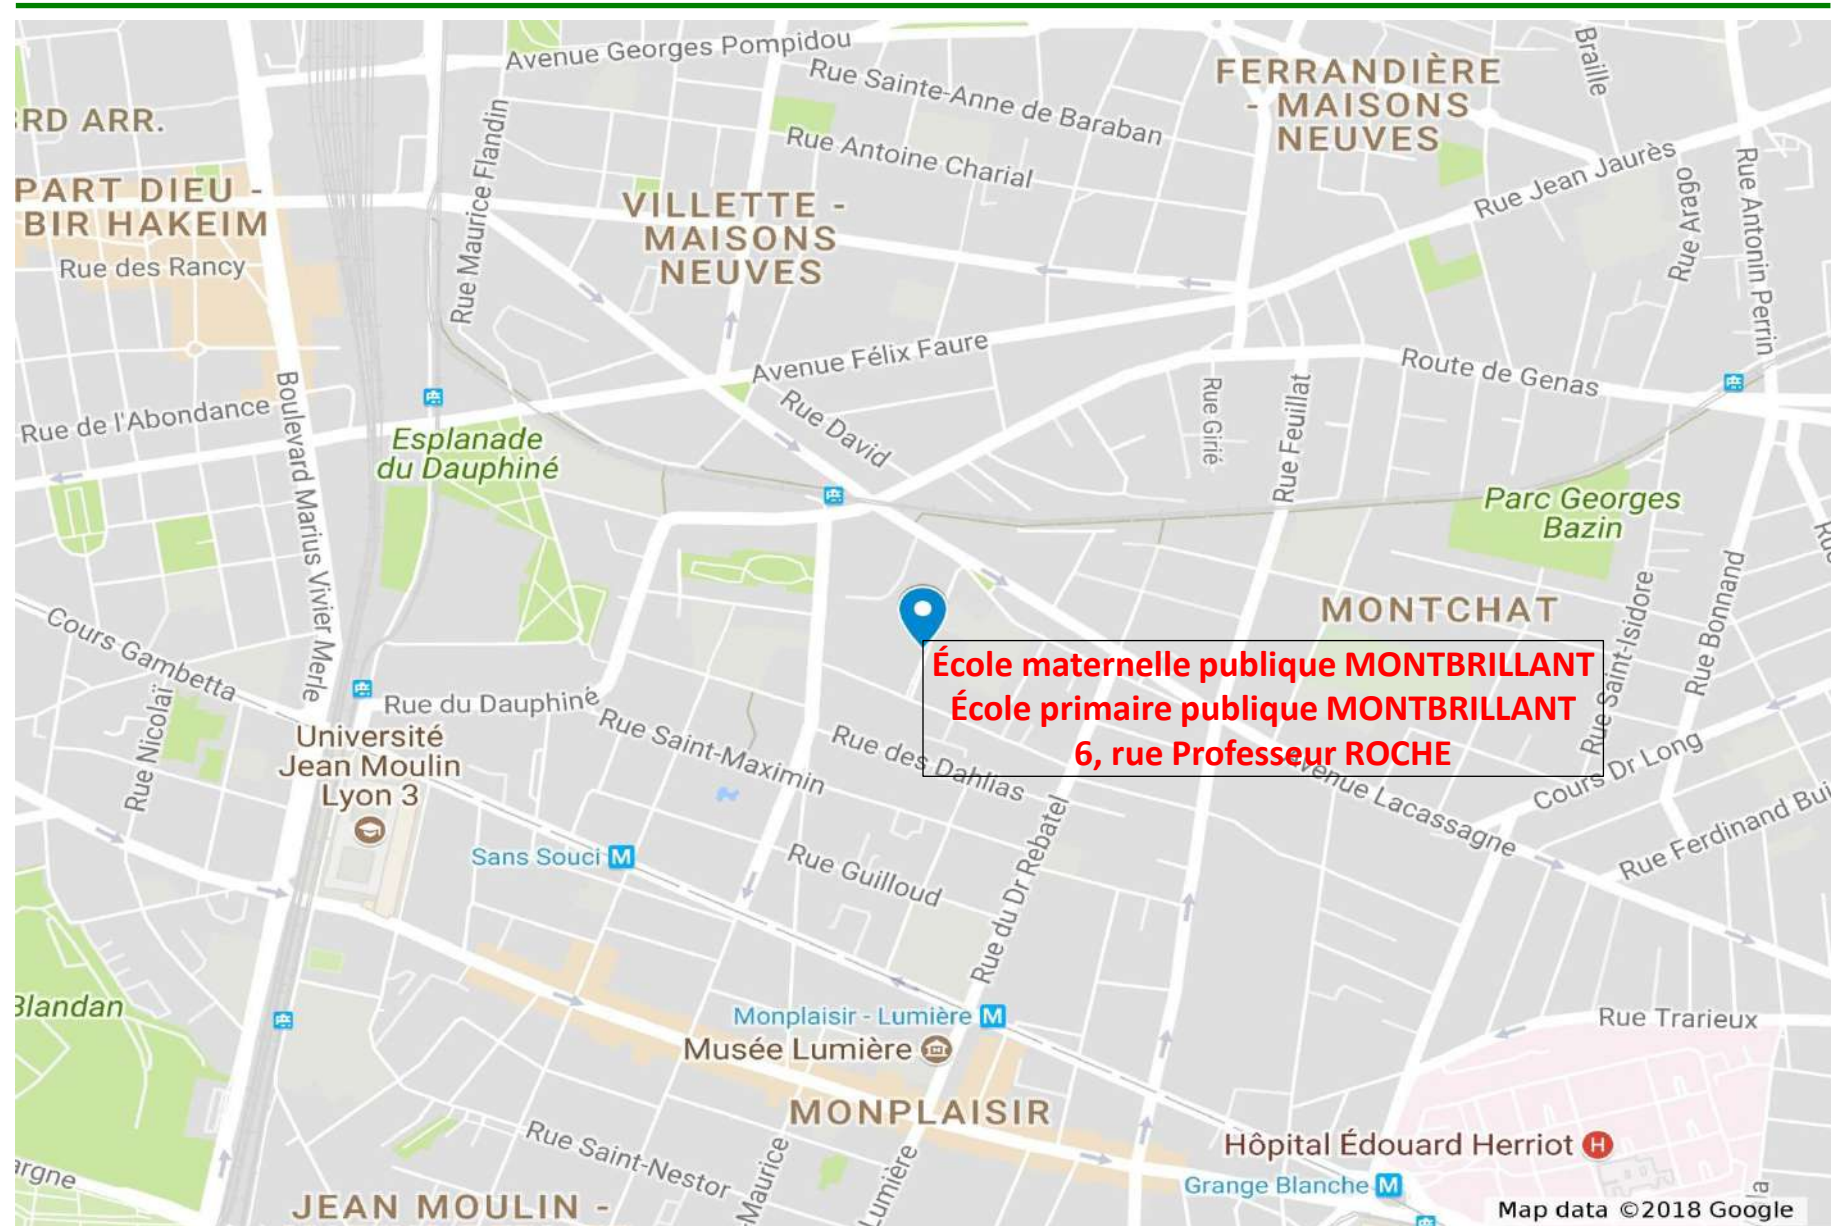 Avenue Georges Pompidou
Rue Sainte-Anne de Baraban
FERRANDIÈRE
- MAISONS
NEUVES
Braille
RD ARR.
Rue Maurice Flandin
Rue Antoine Charial
Rue Jean Jaurès
Rue Arago
Rue Antonin Perrin
PART DIEU -
BIR HAKEIM
Rue des Rancy
VILLETTE -
MAISONS
NEUVES
Avenue Félix Faure
Route de Genas
Rue Girié
Rue Feuillat
Rue David
Rue de l'Abondance
Boulevard Marius Vivier Merle
Esplanade
du Dauphiné
Parc Georges
Bazin
MONTCHAT
Rue Saint-Isidore
Rue Bonnand
Cours Gambetta
Rue Nicolaï
École maternelle publique MONTBRILLANT
École primaire publique MONTBRILLANT
6, rue Professeur ROCHE
Rue du Dauphiné
Rue Saint-Maximin
Rue des Dahlias
Avenue Lacassagne
Cours Dr Long
Rue Ferdinand Bui
Université
Jean Moulin
Lyon 3
Sans Souci M
Rue Guilloud
Rue du Dr Rebatel
Blandan
Monplaisir - Lumière M
Musée Lumière
Rue Trarieux
MONPLAISIR
Hôpital Édouard Herriot H
Rue Saint-Nestor
-Maurice
Lumière
Grange Blanche M
argne
JEAN MOULIN -
la
Map data ©2018 Google